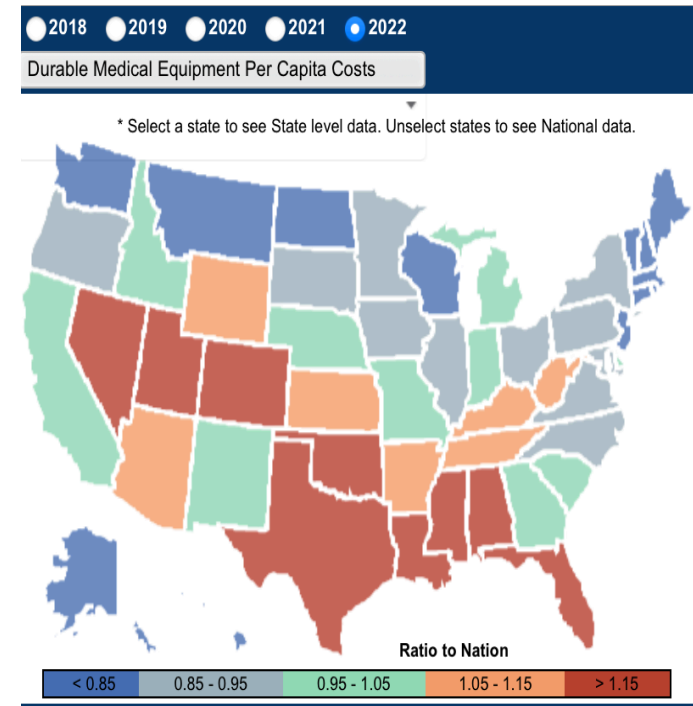 2018 2019 2020 2021 2022
Durable Medical Equipment Per Capita Costs
* Select a state to see State level data. Unselect states to see National data.
Ratio to Nation
< 0.85 0.85 - 0.95 0.95 - 1.05 1.05 - 1.15 > 1.15